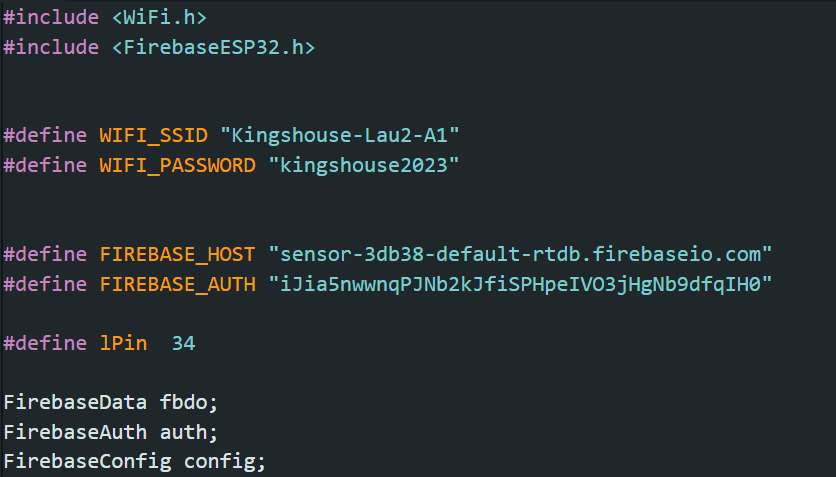 #include <WiFi.h>
#include <FirebaseESP32.h>
#define WIFI_SSID "Kingshouse-Lau2-A1"
#define WIFI_PASSWORD "kingshouse2023"
#define FIREBASE_HOST "sensor-3db38-default-rtdb.firebaseio.com"
#define FIREBASE_AUTH "iJia5nwwnqPJNb2kJfiSPHpeIVO3jHgNb9dfqIH0"
#define lPin  34
FirebaseData fbdo;
FirebaseAuth auth;
FirebaseConfig config;